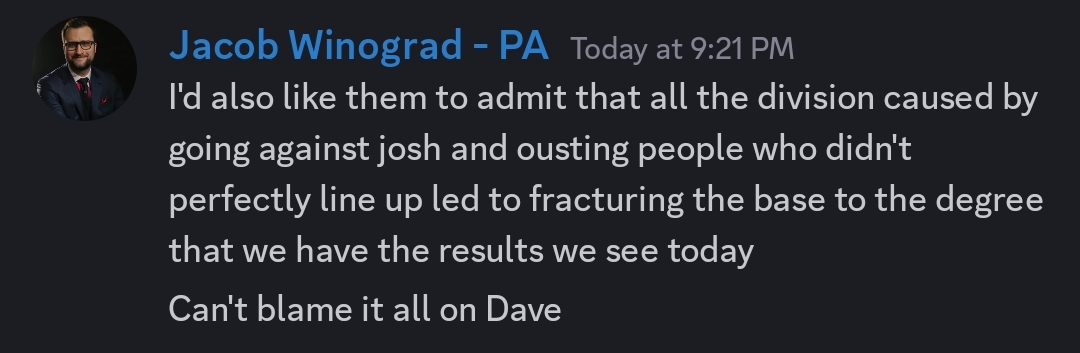 Jacob Winograd - PA Today at 9:21 PM
I'd also like them to admit that all the division caused by
going against josh and ousting people who didn't
perfectly line up led to fracturing the base to the degree
that we have the results we see today
Can't blame it all on Dave